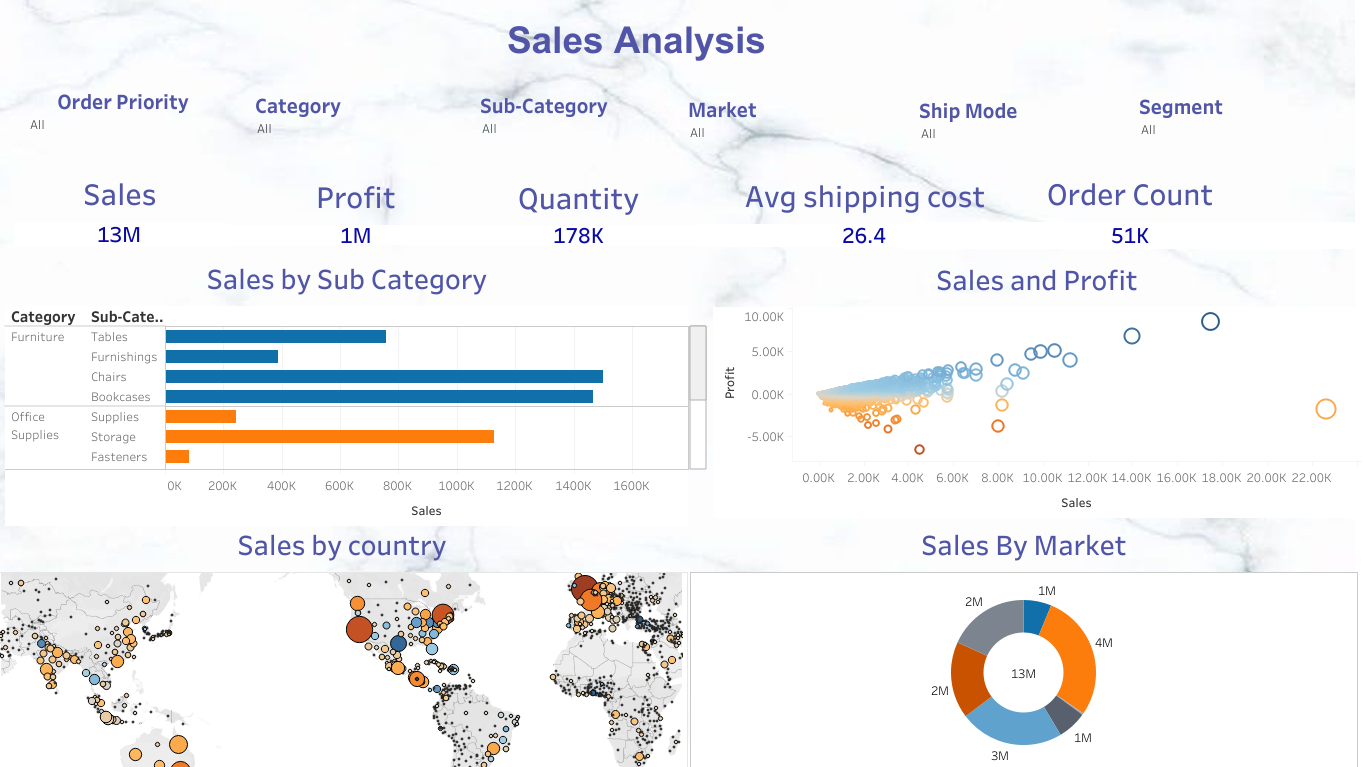 Sales Analysis
Order Priority
All
Category
All
Sub-Category
All
Market
All
Ship Mode
All
Segment
All
Sales
13M
Profit
1M
Quantity
178K
Avg shipping cost
26.4
Order Count
51K
Sales by Sub Category
Category Sub-Cate..
Furniture Tables
Furnishings
Chairs
Bookcases
Office Supplies
Supplies Storage
Fasteners
0K 200K 400K 600K 800K 1000K 1200K 1400K 1600K
Sales
Sales and Profit
Profit
10.00K
5.00K
0.00K
-5.00K
0.00K 2.00K 4.00K 6.00K 8.00K 10.00K 12.00K 14.00K 16.00K 18.00K 20.00K 22.00K
Sales
Sales by country
Sales By Market
1M
2M
4M
13M
2M
1M
3M